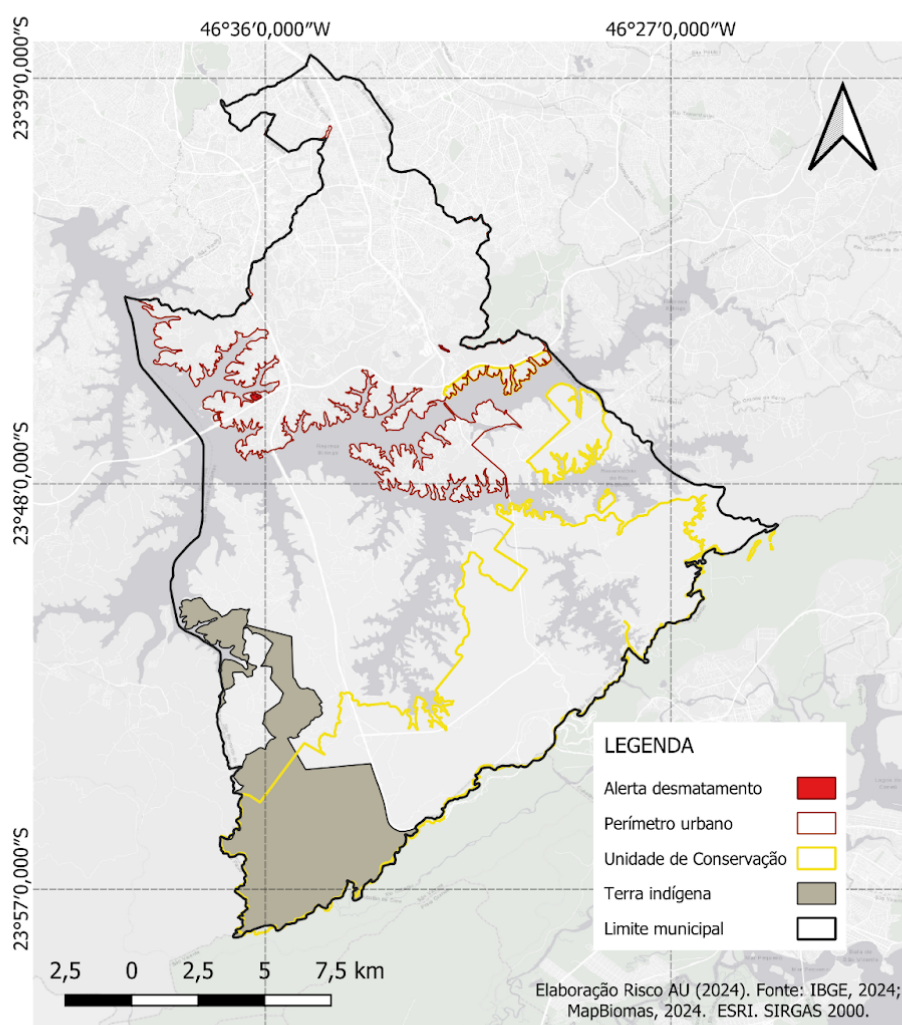 46°36'0,000"W
46°27'0,000"W
23°39'0,000"S
23°48'0,000"S
23°57'0,000"S
LEGENDA
Alerta desmatamento
Perímetro urbano
Unidade de Conservação
Terra indígena
Limite municipal
2,5 0 2,5 5 7,5 km
Elaboração Risco AU (2024). Fonte: IBGE, 2024;
MapBiomas, 2024. ESRI. SIRGAS 2000.